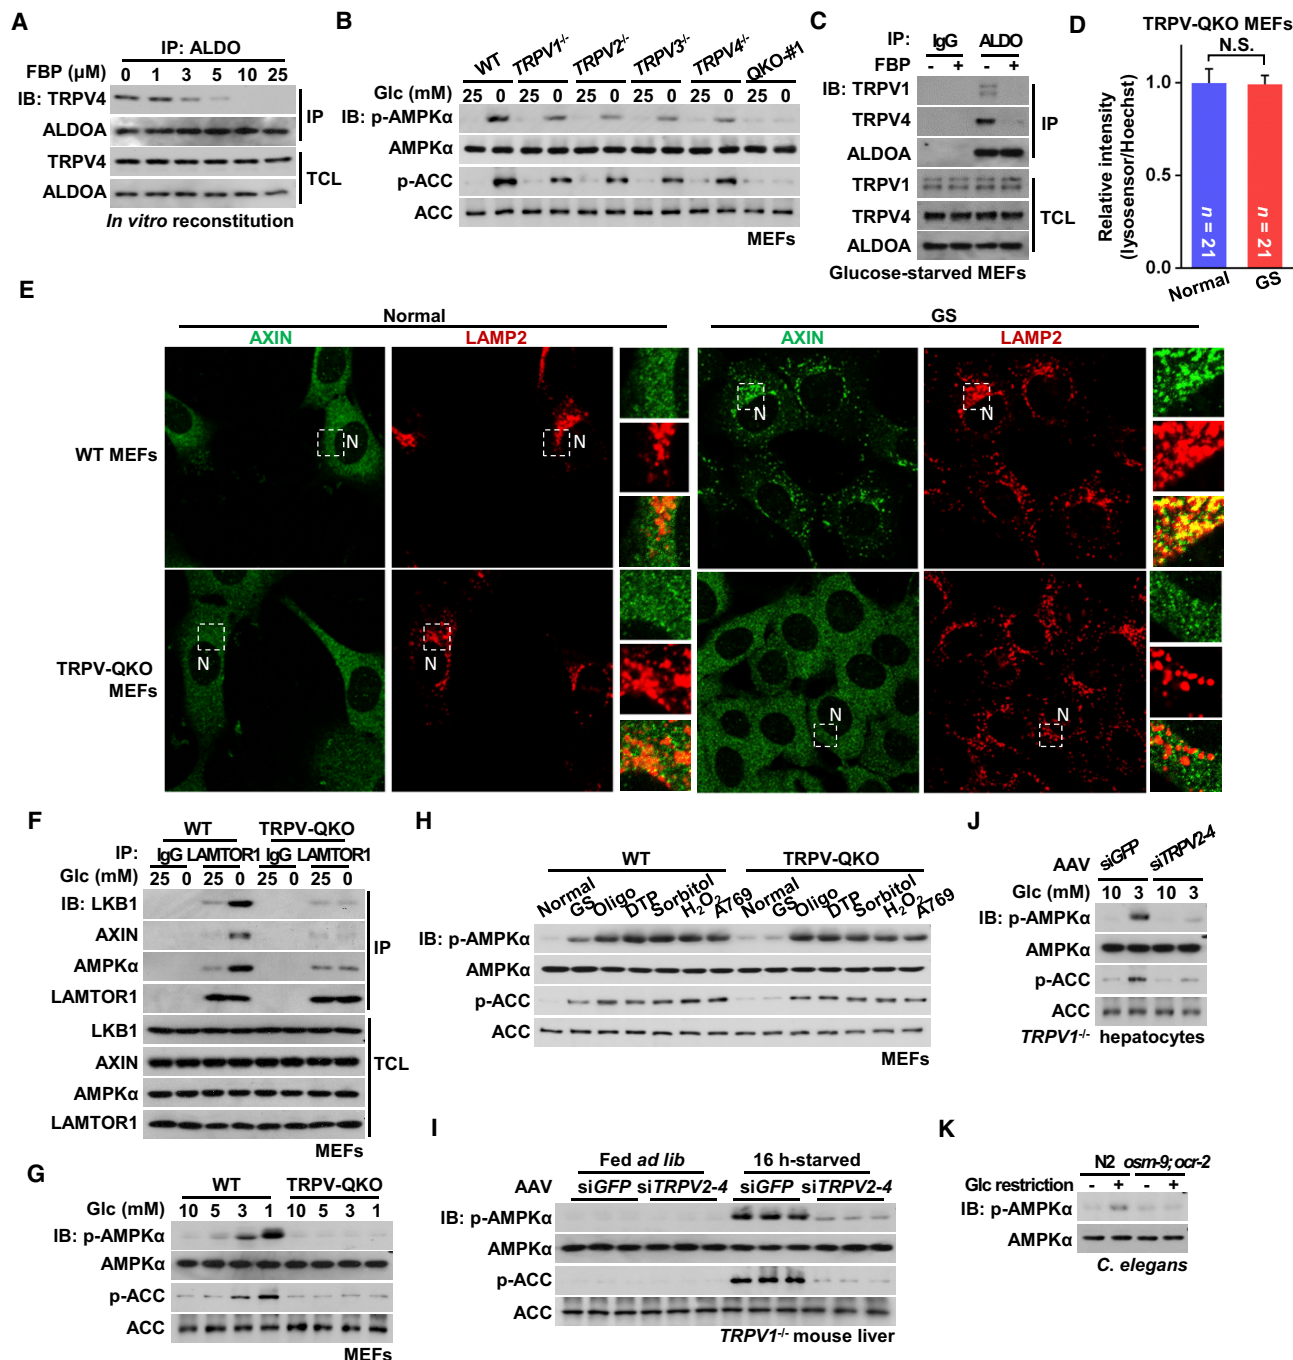 A
IP: ALDO
FBP (μM) 0 1 3 5 10 25
IB: TRPV4
ALDOA
IP
TRPV4
ALDOA
TCL
In vitro reconstitution
B
WT TRPV1-/- TRPV2-/- TRPV3-/- TRPV4-/- QKO-#1
Glc (mM) 25 0 25 0 25 0 25 0 25 0 25 0
IB: p-AMPKα
AMPKα
p-ACC
ACC
MEFs
C
IP: IgG ALDO
FBP - + - +
IB: TRPV1
TRPV4
ALDOA
IP
TRPV1
TRPV4
ALDOA
TCL
Glucose-starved MEFs
D
TRPV-QKO MEFs
N.S.
Relative intensity
(lysosensor/Hoechst)
1.0
0.5
0.0
n = 21
n = 21
Normal
GS
E
Normal
GS
AXIN
LAMP2
AXIN
LAMP2
WT MEFs
N
N
N
N
TRPV-QKO
MEFs
N
N
N
N
F
WT TRPV-QKO
IP: IgG LAMTOR1 IgG LAMTOR1
Glc (mM) 25 0 25 0 25 0 25 0
IB: LKB1
AXIN
AMPKα
LAMTOR1
IP
LKB1
AXIN
AMPKα
LAMTOR1
TCL
MEFs
G
WT TRPV-QKO
Glc (mM) 10 5 3 1 10 5 3 1
IB: p-AMPKα
AMPKα
p-ACC
ACC
MEFs
H
WT TRPV-QKO
Normal GS Oligo DTP Sorbitol H2O2 A769 Normal GS Oligo DTP Sorbitol H2O2 A769
IB: p-AMPKα
AMPKα
p-ACC
ACC
MEFs
I
Fed ad lib 16 h-starved
AAV siGFP siTRPV2-4 siGFP siTRPV2-4
IB: p-AMPKα
AMPKα
p-ACC
ACC
TRPV1-/- mouse liver
J
AAV siGFP siTRPV2-4
Glc (mM) 10 3 10 3
IB: p-AMPKα
AMPKα
p-ACC
ACC
TRPV1-/- hepatocytes
K
N2 osm-9; ocr-2
Glc restriction - + - +
IB: p-AMPKα
AMPKα
C. elegans